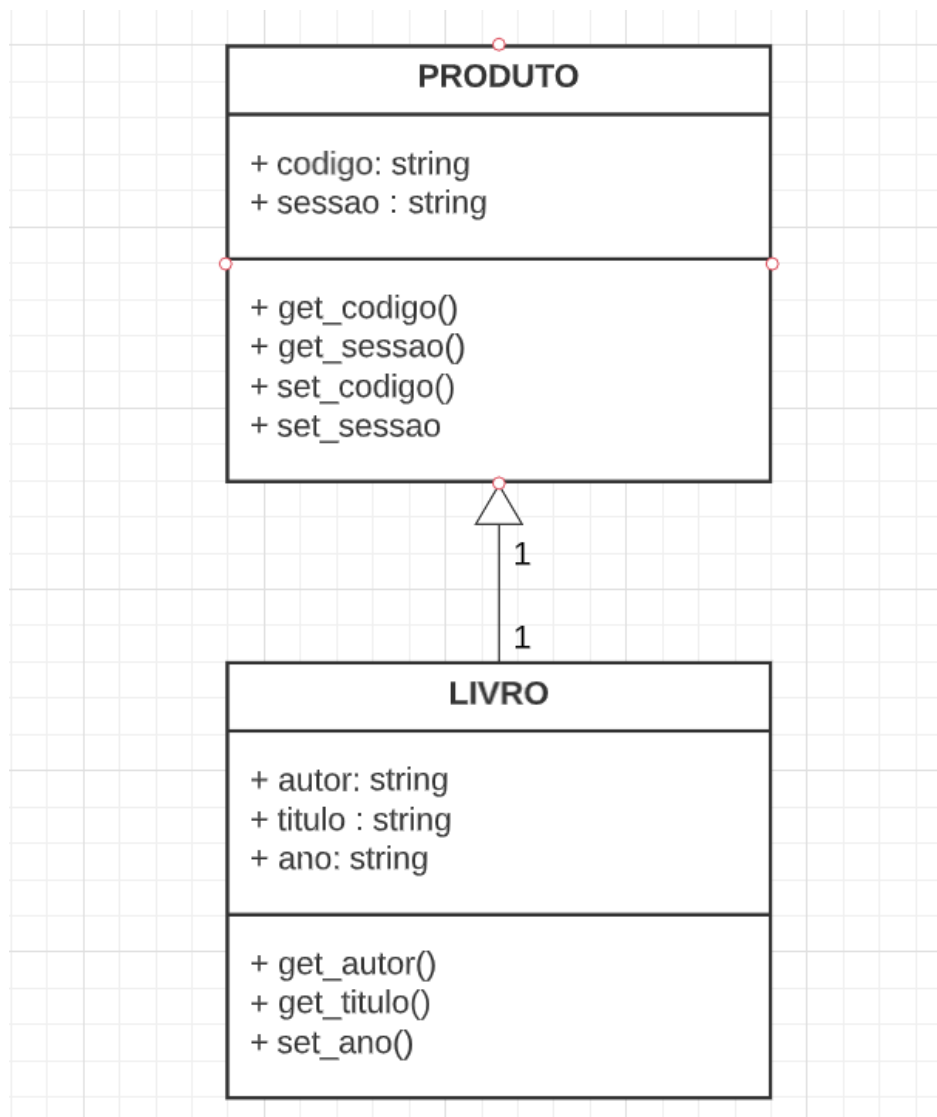 PRODUTO
+ codigo: string
+ sessao : string
+ get_codigo()
+ get_sessao()
+ set_codigo()
+ set_sessao
1
1
LIVRO
+ autor: string
+ titulo : string
+ ano: string
+ get_autor()
+ get_titulo()
+ set_ano()